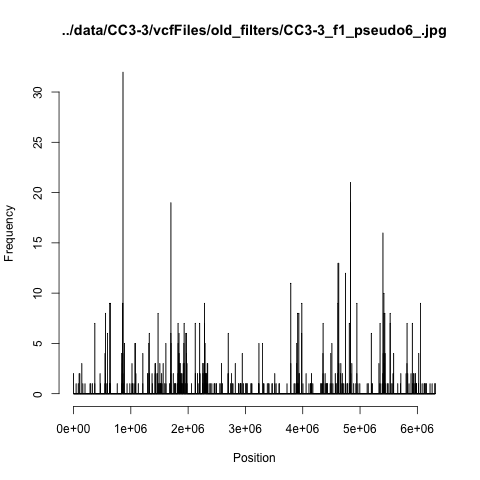 ../data/CC3-3/vcfFiles/old_filters/CC3-3_f1_pseudo6_.jpg
Frequency
30
25
20
15
10
5
0
0e+00 1e+06 2e+06 3e+06 4e+06 5e+06 6e+06
Position